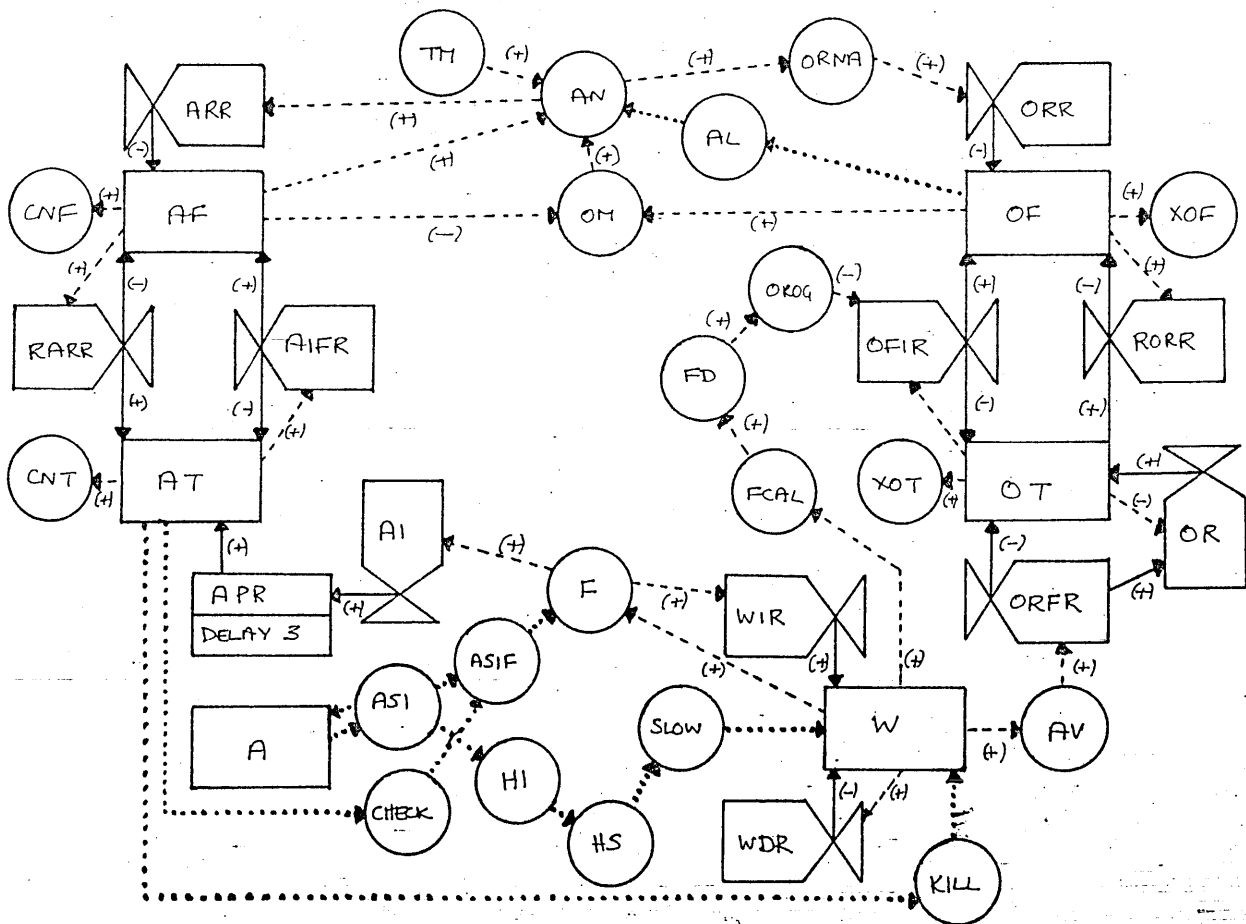 TM
(+)
AN
(+)
ORNA
(+)
ARR
(+)
AL
ORR
(-)
(+)
(+)
(-)
CNF
(+)
AF
(-)
OM
(+)
OF
(+)
XOF
(+)
(-)
(+)
OROG
(-)
(+)
(-)
(+)
RARR
AIFR
(+)
FD
OFIR
RORR
(+)
(-)
(+)
(+)
(-)
(+)
CNT
(+)
AT
FCAL
XOT
(+)
OT
(+)
(-)
OR
AI
(+)
(+)
APR
(+)
F
(+)
WIR
(-)
ORFR
(+)
DELAY 3
ASIF
(+)
(+)
(+)
(+)
A
ASI
SLOW
W
(+)
AV
CHECK
HI
HS
(-)
(+)
WDR
KILL